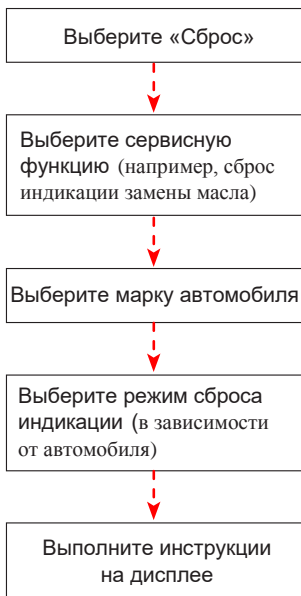 Выберите «Сброс»
Выберите сервисную
функцию (например, сброс
индикации замены масла)
Выберите марку автомобиля
Выберите режим сброса
индикации (в зависимости
от автомобиля)
Выполните инструкции
на дисплее